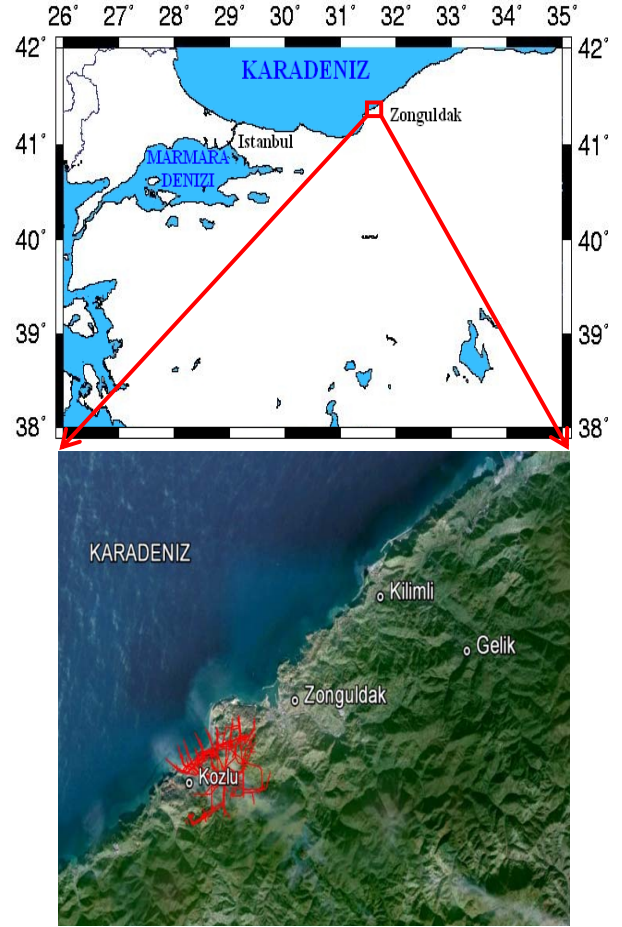 26° 27° 28° 29° 30° 31° 32° 33° 34° 35°
42° 42°
KARADENIZ
Zonguldak
41° 41°
Istanbul
MARMARA
DENIZI
40° 40°
39° 39°
38° 38°
KARADENIZ
Kilimli
Gelik
Zonguldak
Kozlu